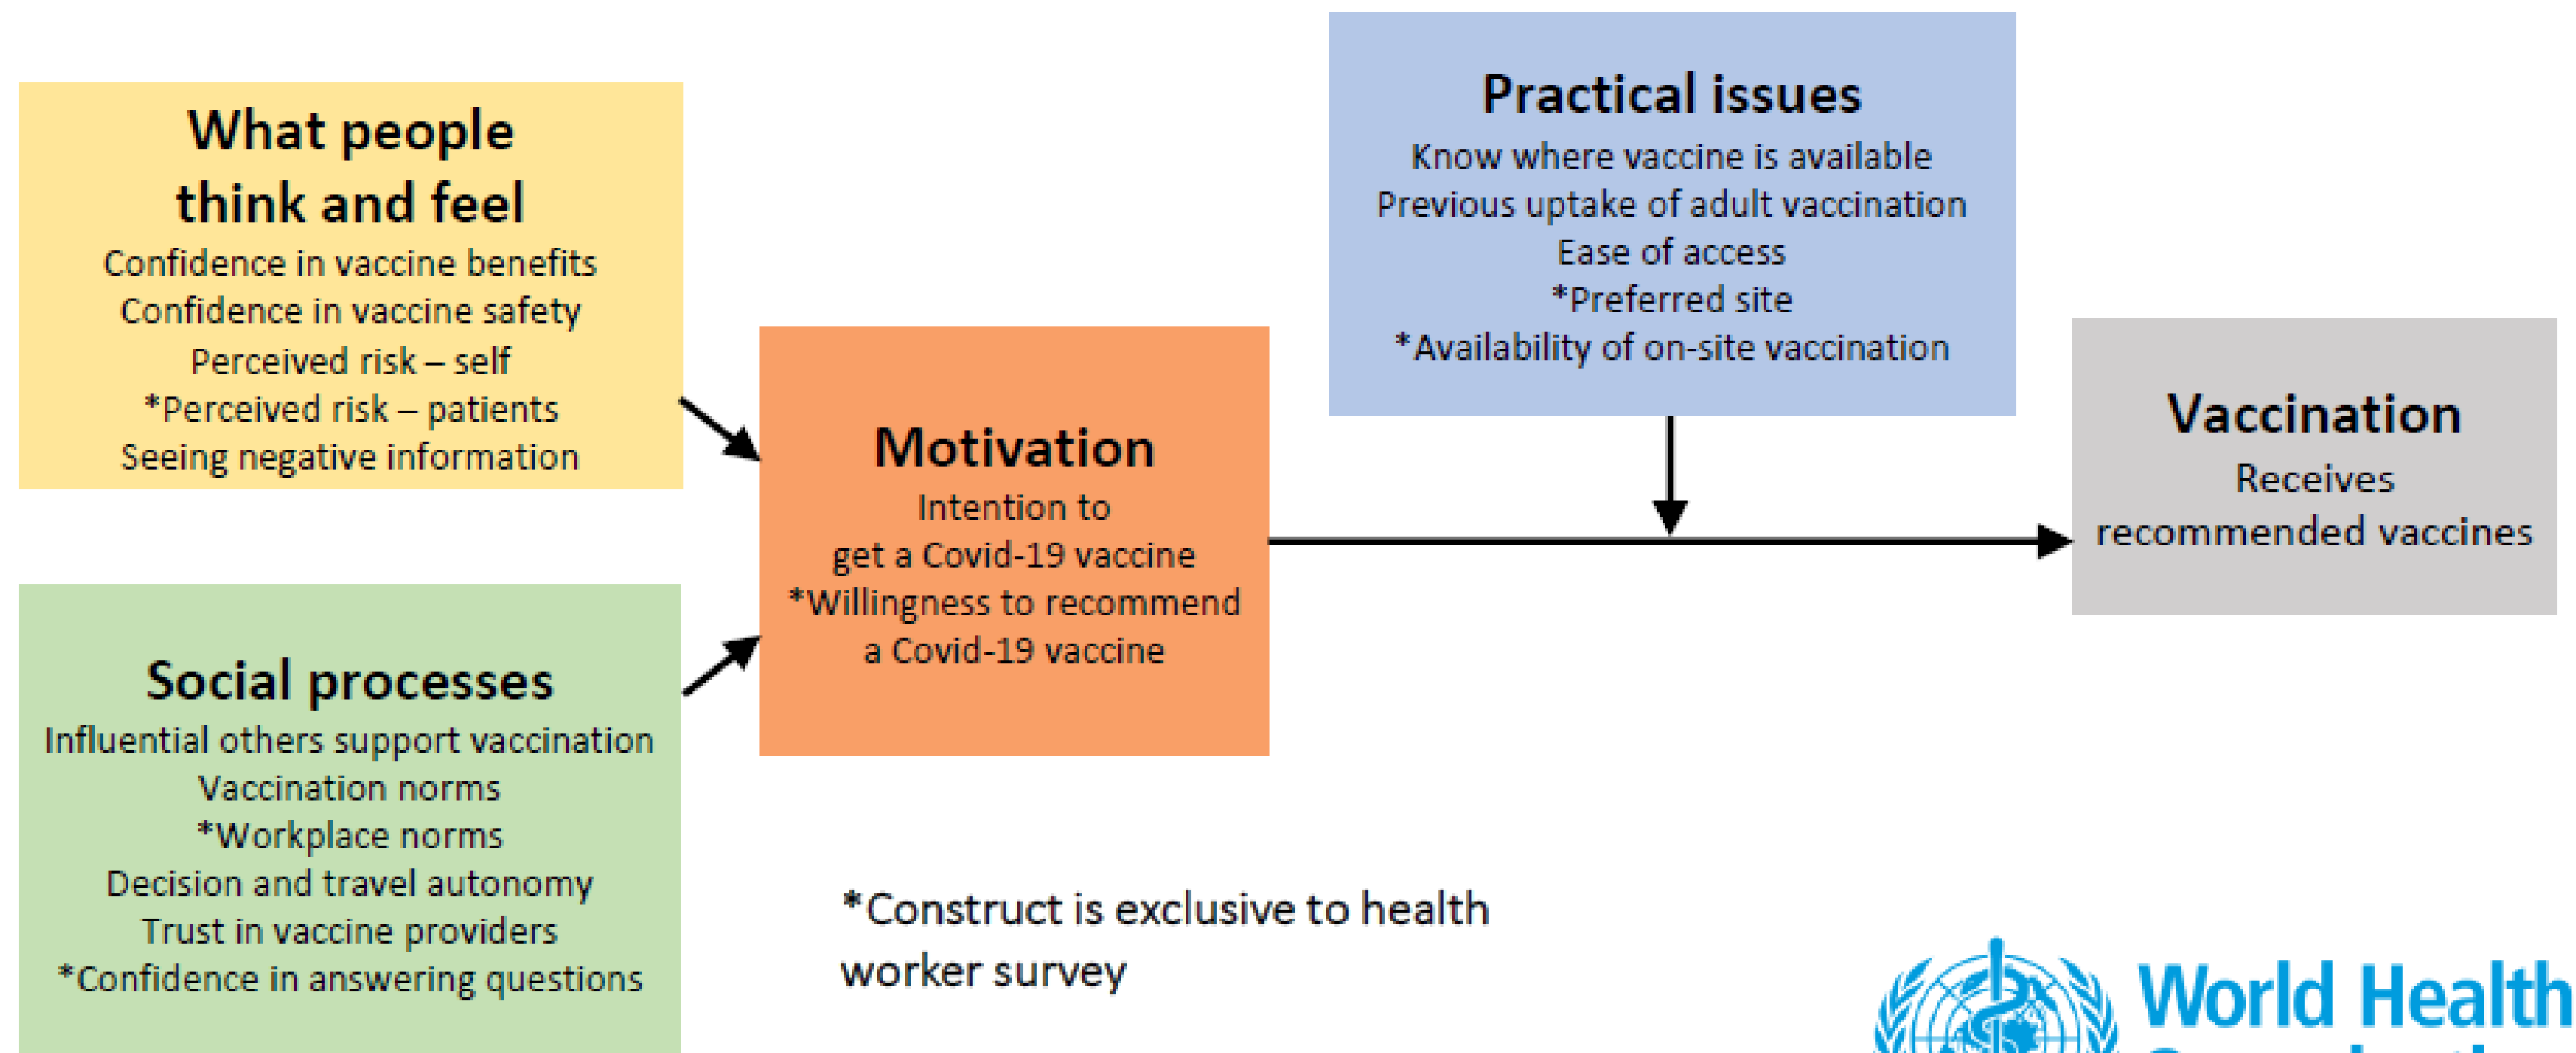 What people
think and feel
Confidence in vaccine benefits
Confidence in vaccine safety
Perceived risk – self
*Perceived risk – patients
Seeing negative information
Social processes
Influential others support vaccination
Vaccination norms
*Workplace norms
Decision and travel autonomy
Trust in vaccine providers
*Confidence in answering questions
Motivation
Intention to
get a Covid-19 vaccine
*Willingness to recommend
a Covid-19 vaccine
Practical issues
Know where vaccine is available
Previous uptake of adult vaccination
Ease of access
*Preferred site
*Availability of on-site vaccination
Vaccination
Receives
recommended vaccines
*Construct is exclusive to health
worker survey
World Health